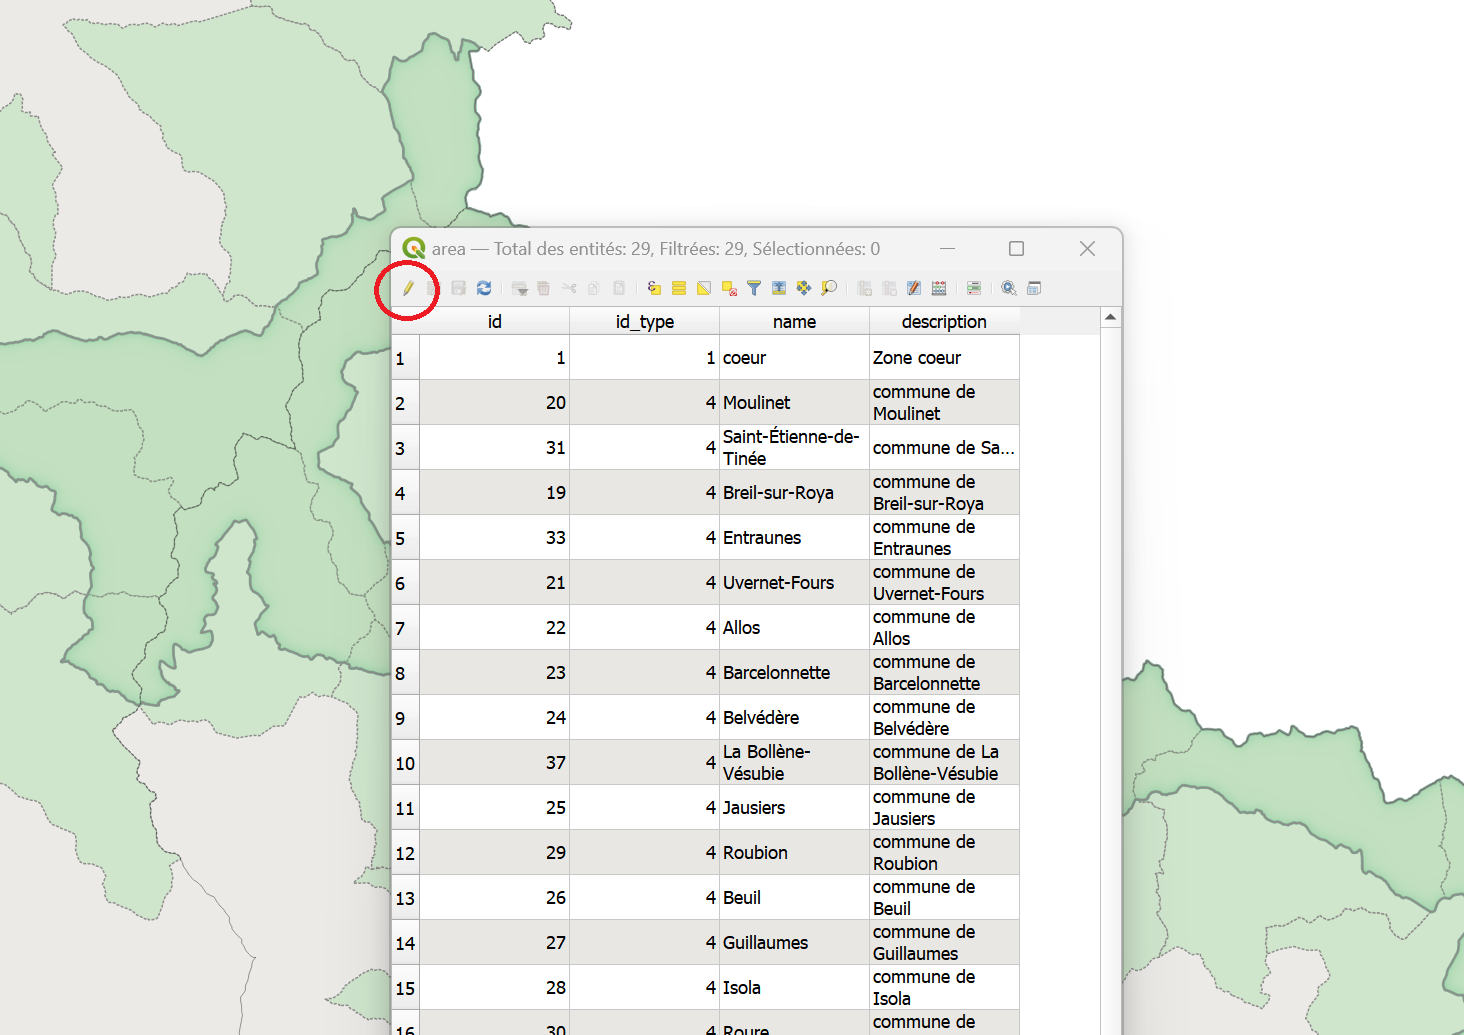 area — Total des entités: 29, Filtrées: 29, Sélectionnées: 0
id id_type name description
1 1 1 coeur Zone coeur
2 20 4 Moulinet commune de
Moulinet
3 31 4 Saint-Étienne-de-
Tinée commune de Sa...
4 19 4 Breil-sur-Roya commune de
Breil-sur-Roya
5 33 4 Entraunes commune de
Entraunes
6 21 4 Uvernet-Fours commune de
Uvernet-Fours
7 22 4 Allos commune de
Allos
8 23 4 Barcelonnette commune de
Barcelonnette
9 24 4 Belvédère commune de
Belvédère
10 37 4 La Bollène-
Vésubie commune de La
Bollène-Vésubie
11 25 4 Jausiers commune de
Jausiers
12 29 4 Roubion commune de
Roubion
13 26 4 Beuil commune de
Beuil
14 27 4 Guillaumes commune de
Guillaumes
15 28 4 Isola commune de
Isola
16 30 4 Roure commune de